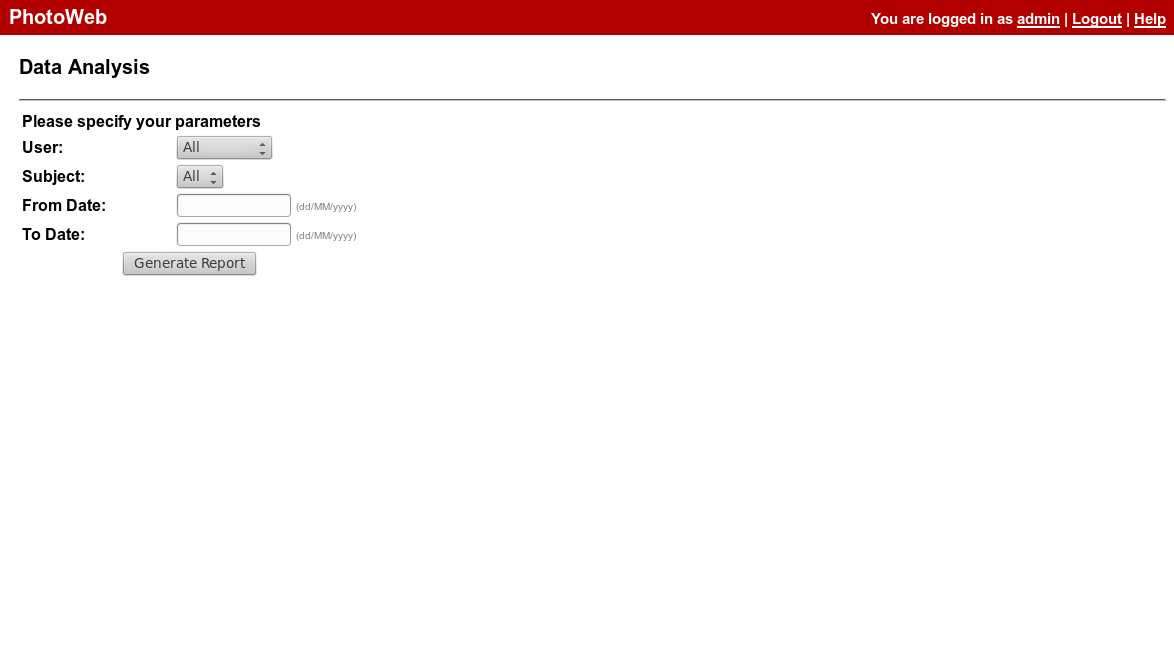 PhotoWeb You are logged in as admin | Logout | Help
Data Analysis
Please specify your parameters
User: All
Subject: All
From Date: (dd/MM/yyyy)
To Date: (dd/MM/yyyy)
Generate Report